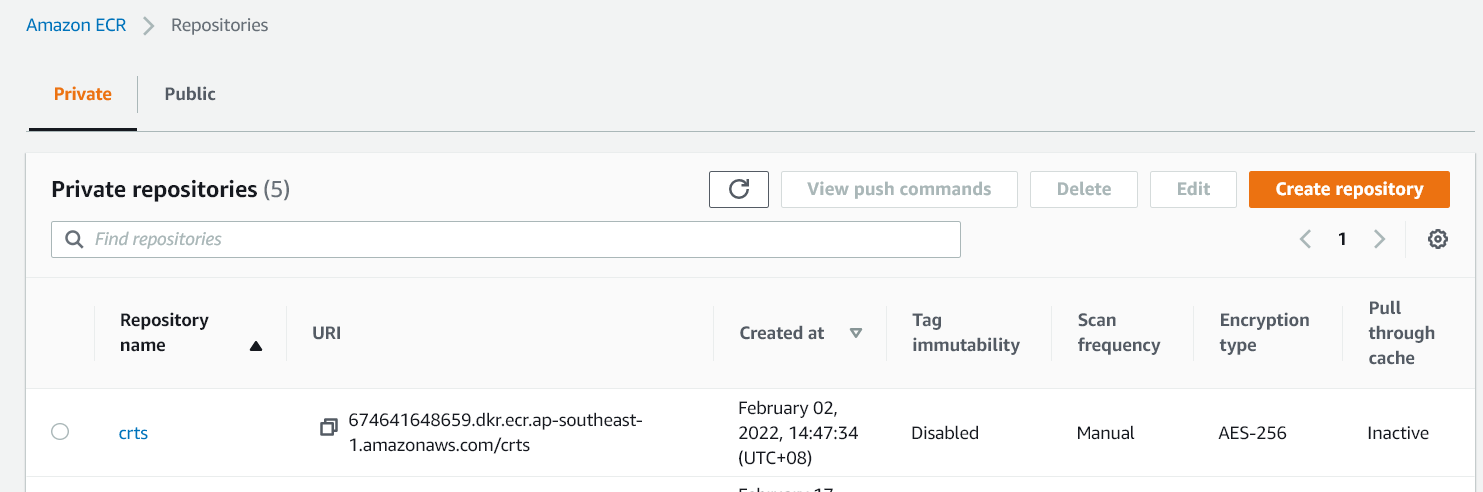 Amazon ECR Repositories
Private Public
Private repositories (5) View push commands Delete Edit Create repository
Find repositories 1
Repository name URI Created at Tag immutability Scan frequency Encryption type Pull through cache
crts
674641648659.dkr.ecr.ap-southeast-
1.amazonaws.com/crts
February 02,
2022, 14:47:34
(UTC+08)
Disabled
Manual
AES-256
Inactive
February 17